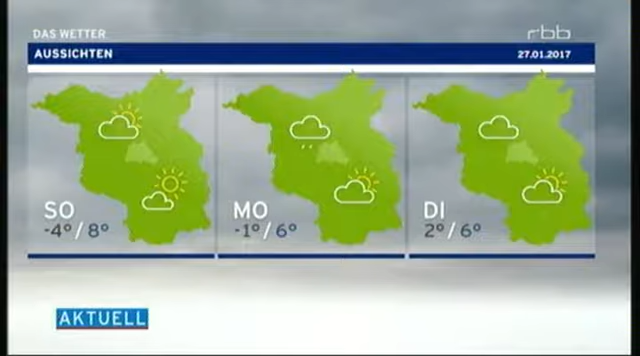 DAS WETTER
rbb
AUSSICHTEN
27.01.2017
SO
-4°/8°
MO
-1°/6°
DI
2°/6°
AKTUELL